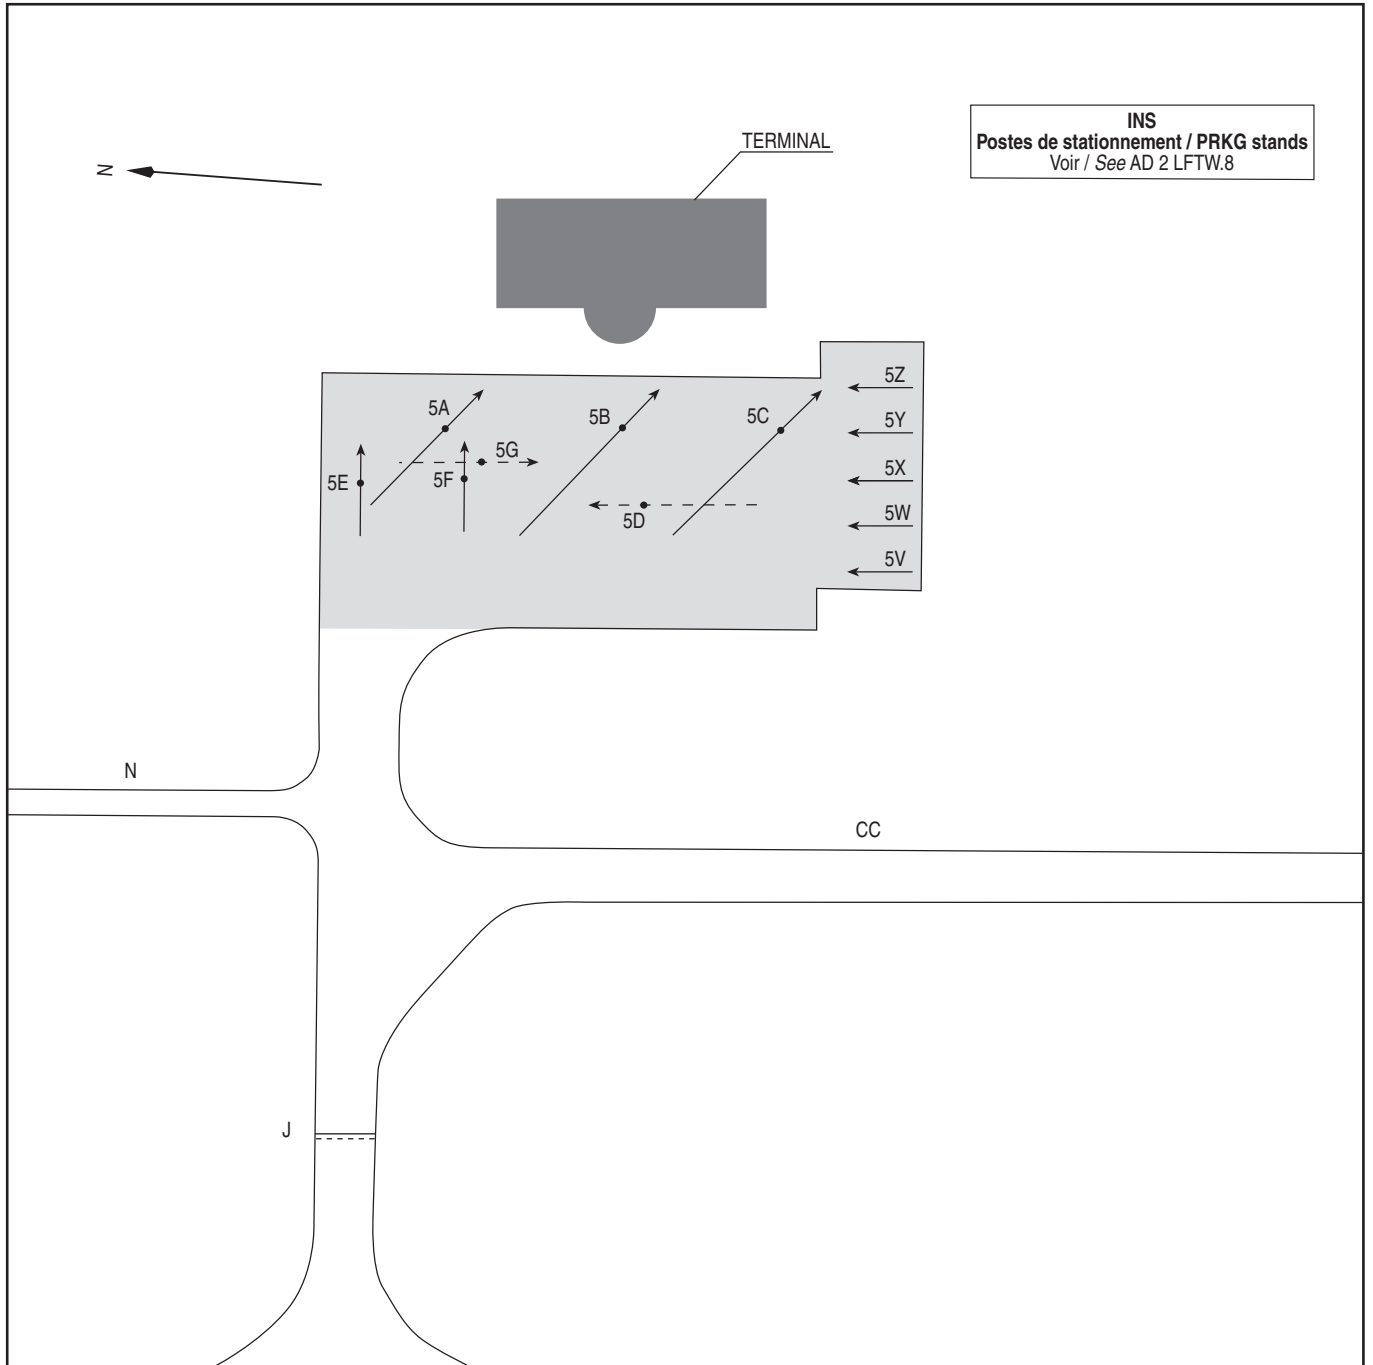 INS
Postes de stationnement / PRKG stands
Voir / See AD 2 LFTW.8
TERMINAL
N
5Z
5A
5B
5C
5Y
5G
5E
5F
5X
5D
5W
5V
N
CC
J